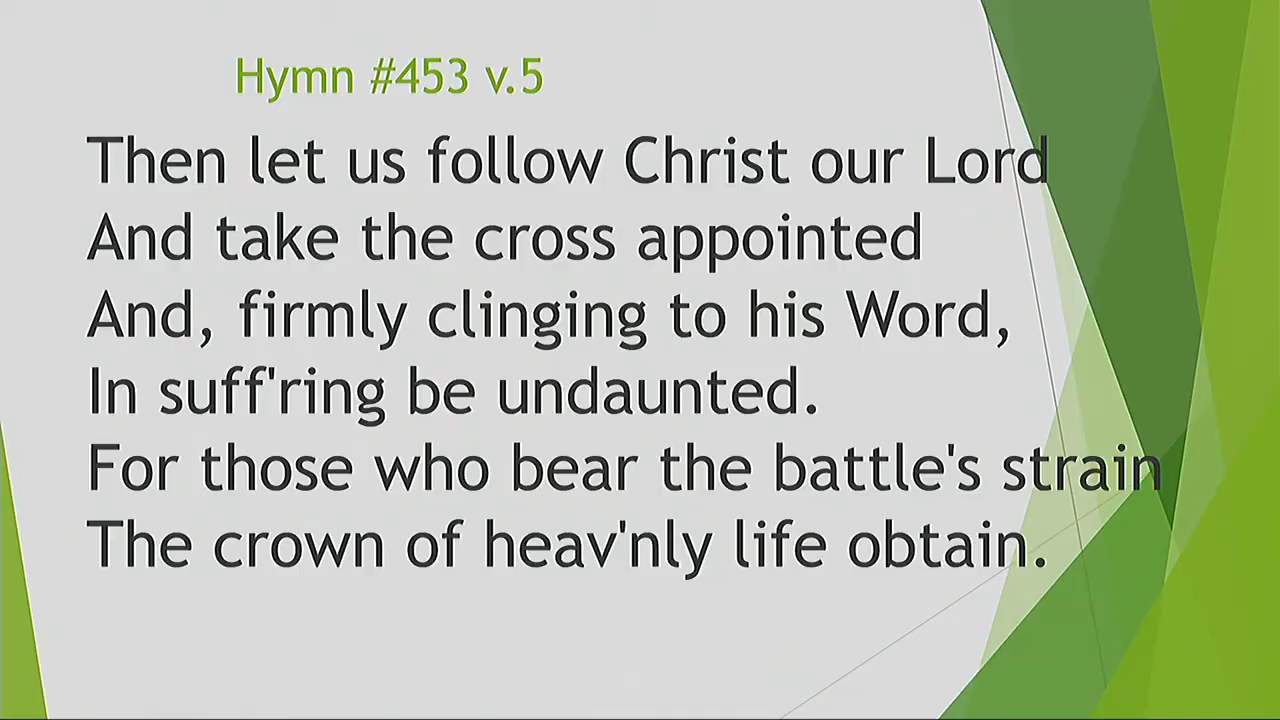 Hymn #453 v.5
Then let us follow Christ our Lord
And take the cross appointed
And, firmly clinging to his Word,
In suff'ring be undaunted.
For those who bear the battle's strain
The crown of heav'nly life obtain.